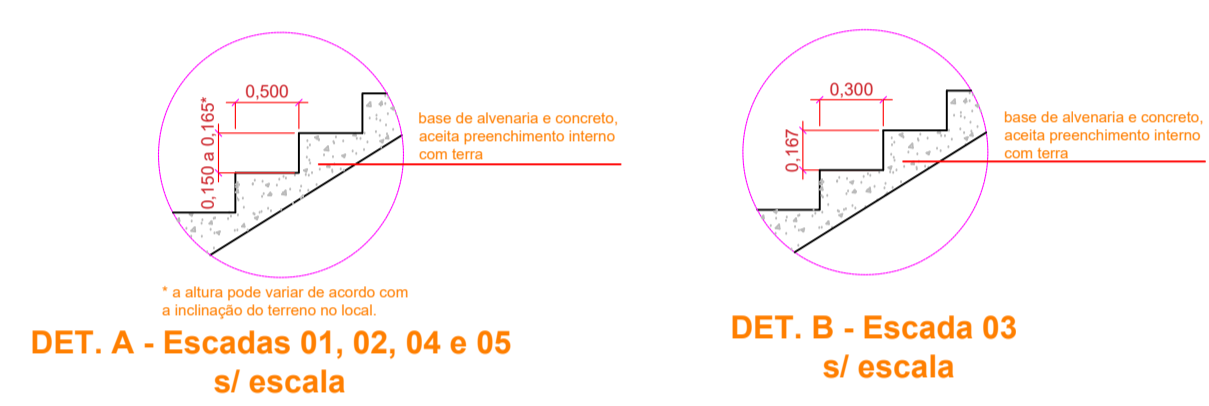 0,500
0,150 a 0,165*
base de alvenaria e concreto,
aceita preenchimento interno
com terra
* a altura pode variar de acordo com
a inclinação do terreno no local.
DET. A - Escadas 01, 02, 04 e 05
s/ escala
0,300
0,167
base de alvenaria e concreto,
aceita preenchimento interno
com terra
DET. B - Escada 03
s/ escala